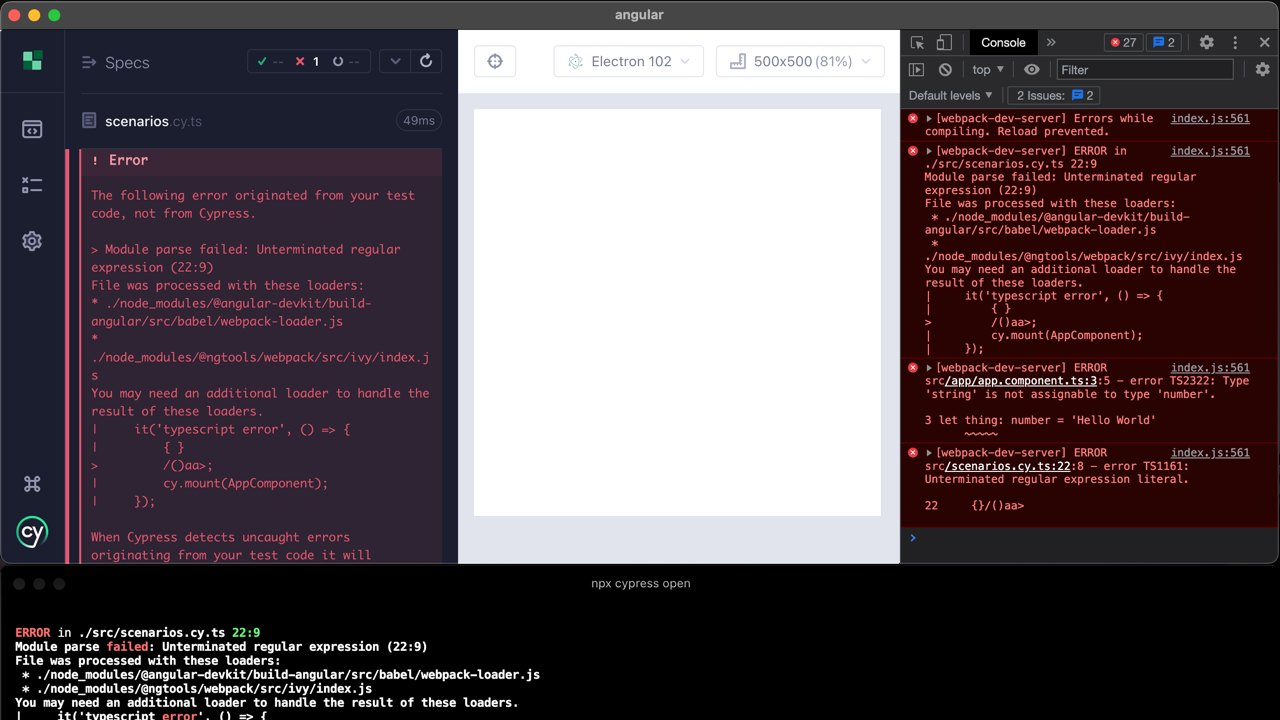 angular
Specs
-- 1 --
scenarios.cy.ts 49ms
! Error
The following error originated from your test
code, not from Cypress.
> Module parse failed: Unterminated regular
expression (22:9)
File was processed with these loaders:
* ./node_modules/@angular-devkit/build-
angular/src/babel/webpack-loader.js
*
./node_modules/@ngtools/webpack/src/ivy/index.j
s
You may need an additional loader to handle the
result of these loaders.
|     it('typescript error', () => {
|         { }
>         /()aa>;
|         cy.mount(AppComponent);
|     });
When Cypress detects uncaught errors
originating from your test code it will
cy
Electron 102
500x500 (81%)
Console
27
2
top
Filter
Default levels
2 Issues: 2
[webpack-dev-server] Errors while index.js:561
compiling. Reload prevented.
[webpack-dev-server] ERROR in index.js:561
./src/scenarios.cy.ts 22:9
Module parse failed: Unterminated regular
expression (22:9)
File was processed with these loaders:
* ./node_modules/@angular-devkit/build-
angular/src/babel/webpack-loader.js
*
./node_modules/@ngtools/webpack/src/ivy/index.js
You may need an additional loader to handle the
result of these loaders.
|     it('typescript error', () => {
|         { }
>         /()aa>;
|         cy.mount(AppComponent);
|     });
[webpack-dev-server] ERROR index.js:561
src/app/app.component.ts:3:5 – error TS2322: Type
'string' is not assignable to type 'number'.
3 let thing: number = 'Hello World'
~~~~~
[webpack-dev-server] ERROR index.js:561
src/scenarios.cy.ts:22:8 – error TS1161:
Unterminated regular expression literal.
22     {}/()aa>
>
npx cypress open
ERROR in ./src/scenarios.cy.ts 22:9
Module parse failed: Unterminated regular expression (22:9)
File was processed with these loaders:
* ./node_modules/@angular-devkit/build-angular/src/babel/webpack-loader.js
* ./node_modules/@ngtools/webpack/src/ivy/index.js
You may need an additional loader to handle the result of these loaders.
|     it('typescript error', () => {